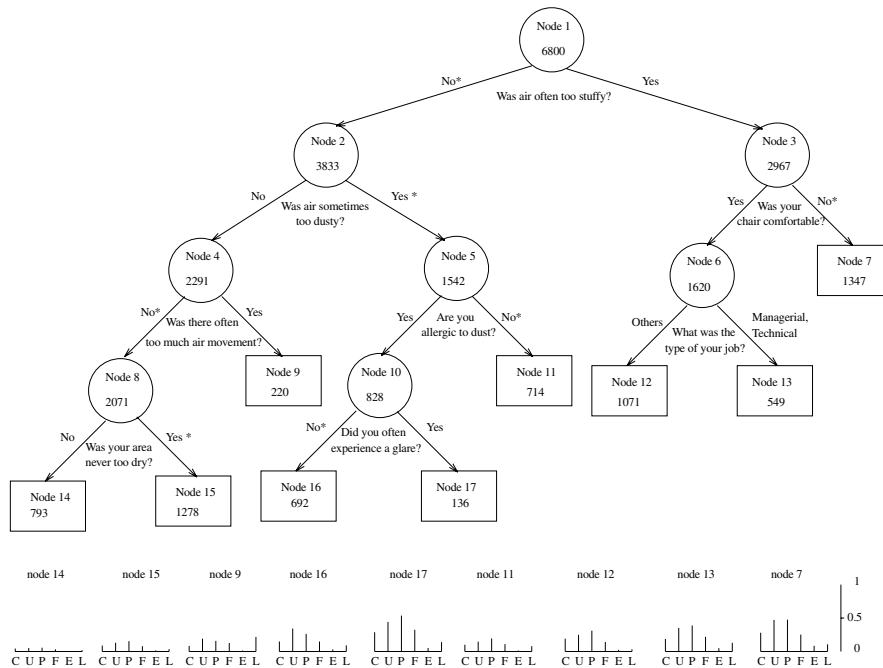 Node 1
6800
No*
Yes
Was air often too stuffy?
Node 2
3833
Node 3
2967
No
Was air sometimes
too dusty?
Yes *
Yes
Was your
chair comfortable?
No*
Node 4
2291
Node 5
1542
Node 6
1620
Node 7
1347
No*
Was there often
too much air movement?
Yes
Yes
Are you
allergic to dust?
No*
Others
What was the
type of your job?
Managerial,
Technical
Node 8
2071
Node 9
220
Node 10
828
Node 11
714
Node 12
1071
Node 13
549
No
Was your area
never too dry?
Yes *
No*
Did you often
experience a glare?
Yes
Node 14
793
Node 15
1278
Node 16
692
Node 17
136
node 14
node 15
node 9
node 16
node 17
node 11
node 12
node 13
node 7
1
0.5
0
C U P F E L
C U P F E L
C U P F E L
C U P F E L
C U P F E L
C U P F E L
C U P F E L
C U P F E L
C U P F E L